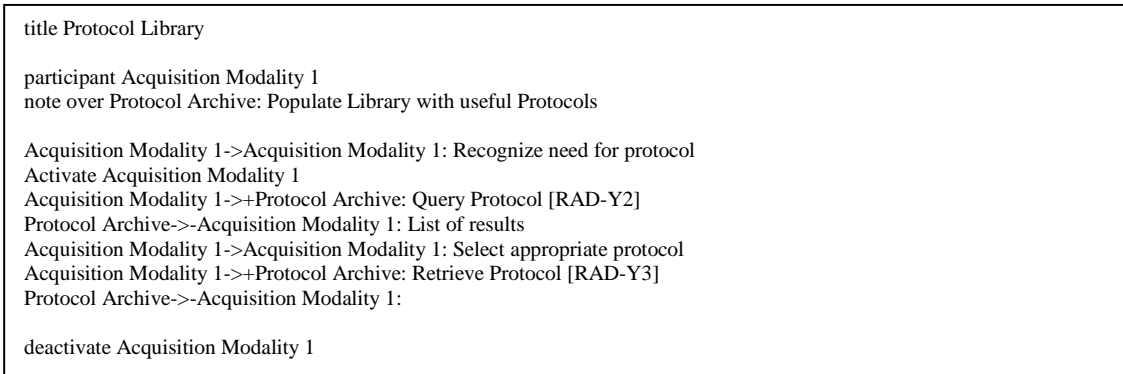 title Protocol Library
participant Acquisition Modality 1
note over Protocol Archive: Populate Library with useful Protocols
Acquisition Modality 1->Acquisition Modality 1: Recognize need for protocol
Activate Acquisition Modality 1
Acquisition Modality 1->+Protocol Archive: Query Protocol [RAD-Y2]
Protocol Archive->-Acquisition Modality 1: List of results
Acquisition Modality 1->Acquisition Modality 1: Select appropriate protocol
Acquisition Modality 1->+Protocol Archive: Retrieve Protocol [RAD-Y3]
Protocol Archive->-Acquisition Modality 1:
deactivate Acquisition Modality 1